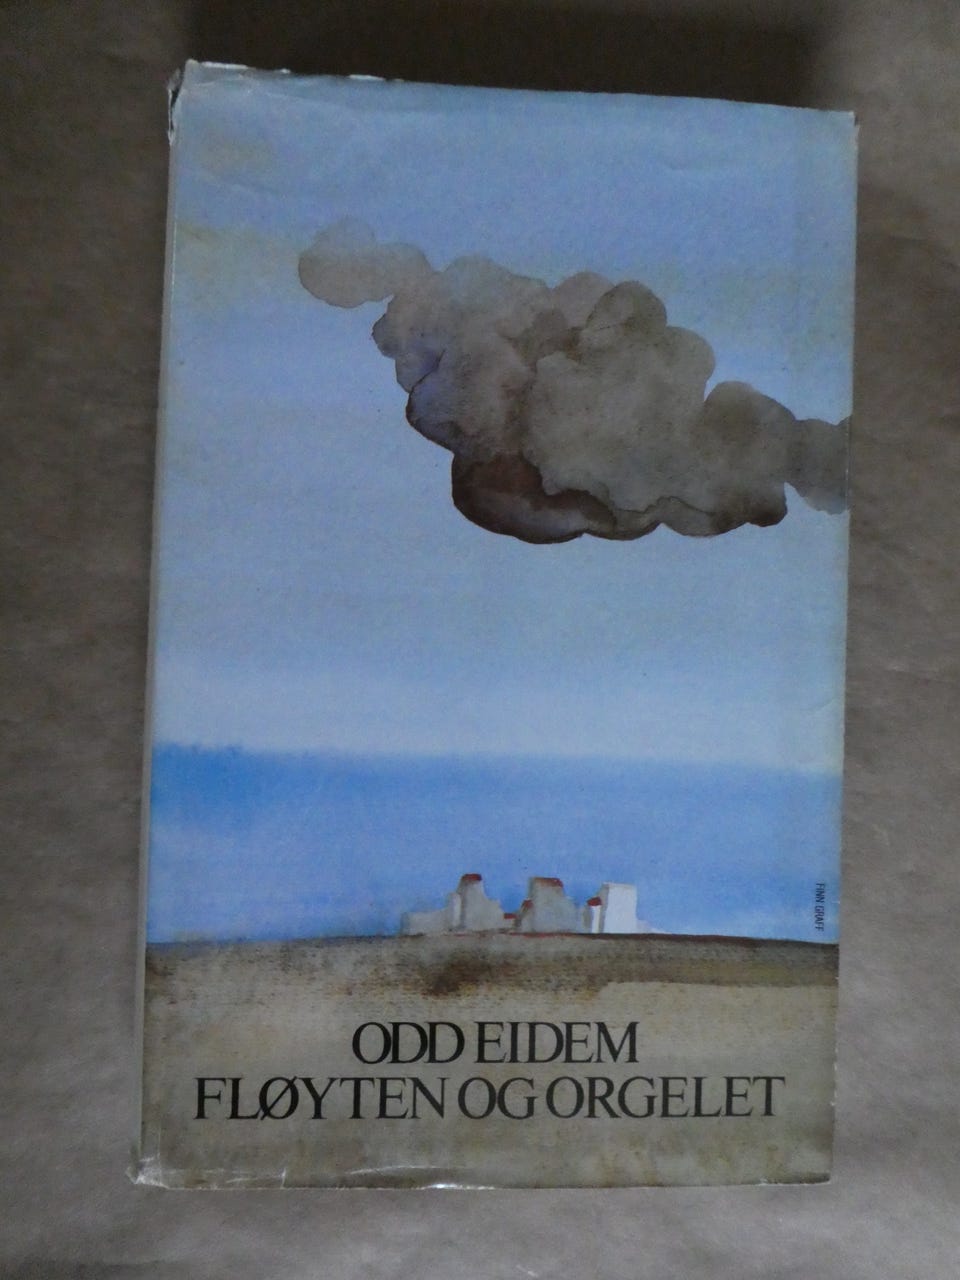 FINN GRAFF
ODD EIDEM
FLØYTEN OG ORGELET